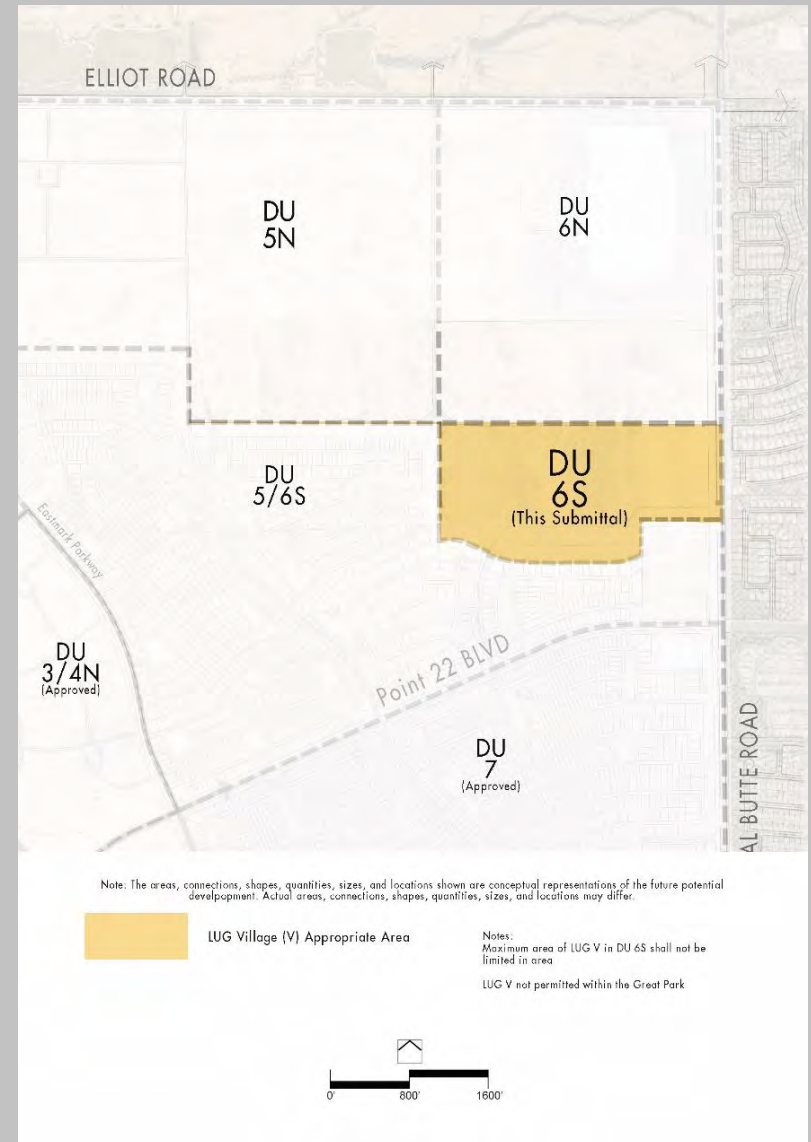 ELLIOT ROAD
DU
5N
DU
6N
DU
5/6S
DU
6S
(This Submittal)
Eastmark Parkway
DU
3/4N
(Approved)
Point 22 BLVD
DU
7
(Approved)
AL BUTTE ROAD
Note: The areas, connections, shapes, quantities, sizes, and locations shown are conceptual representations of the future potential
develpopment. Actual areas, connections, shapes, quantities, sizes, and locations may differ.
LUG Village (V) Appropriate Area
Notes:
Maximum area of LUG V in DU 6S shall not be
limited in area
LUG V not permitted within the Great Park
0'
800'
1600'